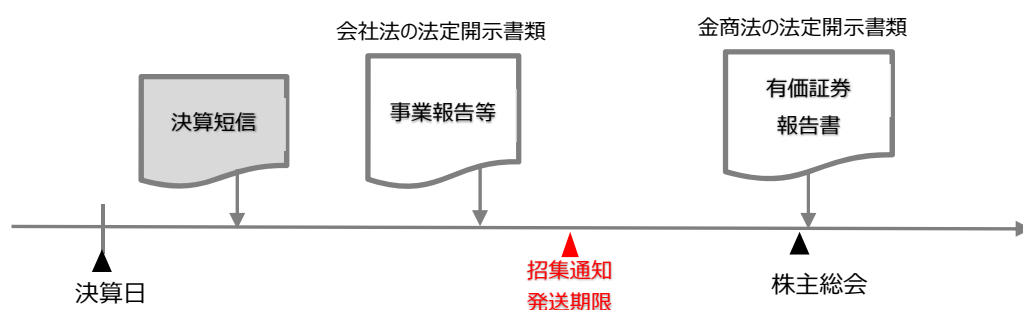 会社法の法定開示書類
金商法の法定開示書類
決算短信
事業報告等
有価証券
報告書
決算日
招集通知
発送期限
株主総会